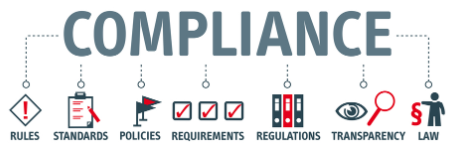 COMPLIANCE
RULES STANDARDS POLICIES REQUIREMENTS REGULATIONS TRANSPARENCY LAW